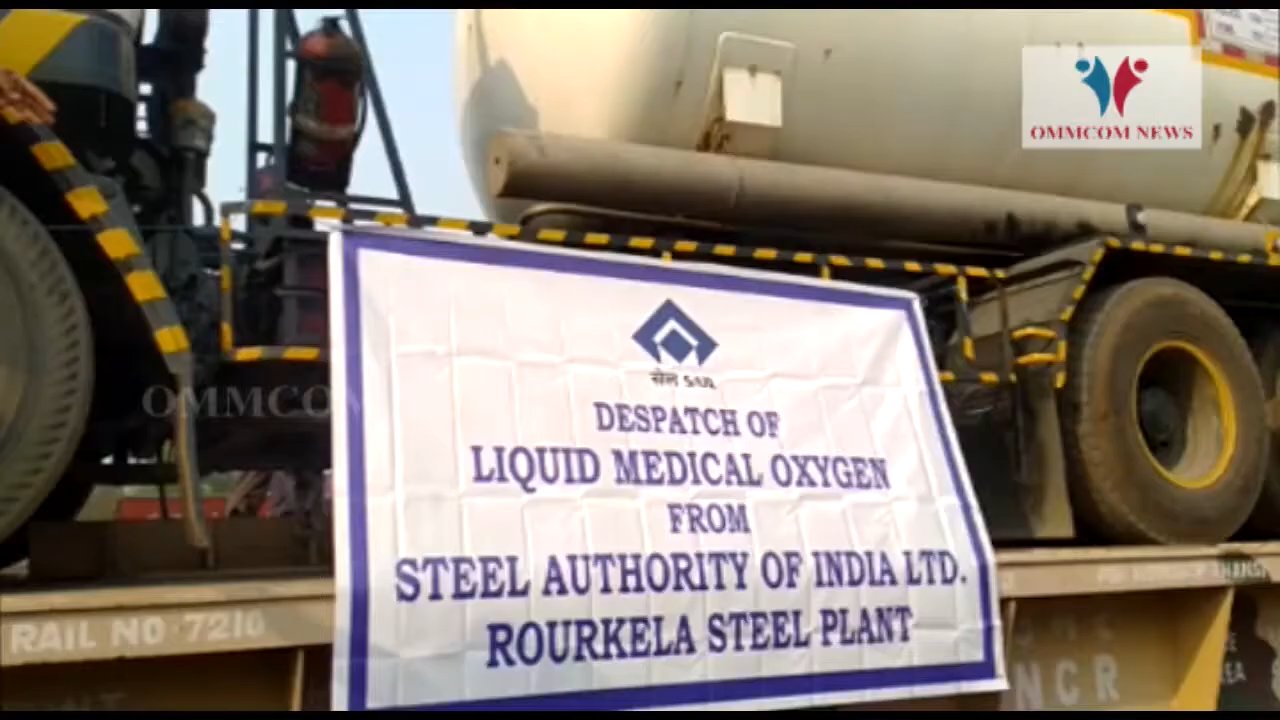 OMMCOM NEWS
सेल SAIL
DESPATCH OF
LIQUID MEDICAL OXYGEN
FROM
STEEL AUTHORITY OF INDIA LTD.
ROURKELA STEEL PLANT
OMMCOM
RAIL NO 7210
NCR